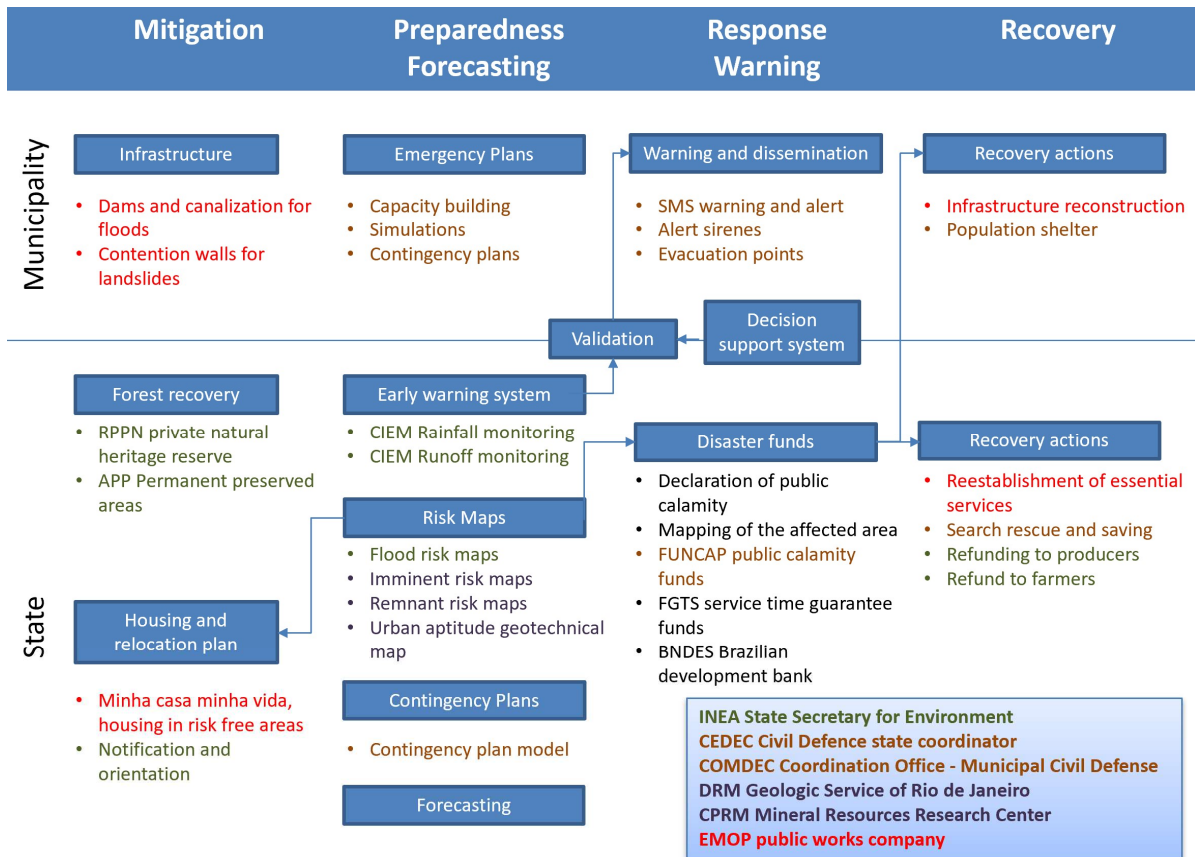 Mitigation
Preparedness
Forecasting
Response
Warning
Recovery
Municipality
Infrastructure
• Dams and canalization for
floods
• Contention walls for
landslides
Emergency Plans
• Capacity building
• Simulations
• Contingency plans
Warning and dissemination
• SMS warning and alert
• Alert sirenes
• Evacuation points
Recovery actions
• Infrastructure reconstruction
• Population shelter
Validation
Decision
support system
State
Forest recovery
• RPPN private natural
heritage reserve
• APP Permanent preserved
areas
Housing and
relocation plan
• Minha casa minha vida,
housing in risk free areas
• Notification and
orientation
Early warning system
• CIEM Rainfall monitoring
• CIEM Runoff monitoring
Risk Maps
• Flood risk maps
• Imminent risk maps
• Remnant risk maps
• Urban aptitude geotechnical
map
Contingency Plans
• Contingency plan model
Forecasting
Disaster funds
• Declaration of public
calamity
• Mapping of the affected area
• FUNCAP public calamity
funds
• FGTS service time guarantee
funds
• BNDES Brazilian
development bank
Recovery actions
• Reestablishment of essential
services
• Search rescue and saving
• Refunding to producers
• Refund to farmers
INEA State Secretary for Environment
CEDEC Civil Defence state coordinator
COMDEC Coordination Office - Municipal Civil Defense
DRM Geologic Service of Rio de Janeiro
CPRM Mineral Resources Research Center
EMOP public works company